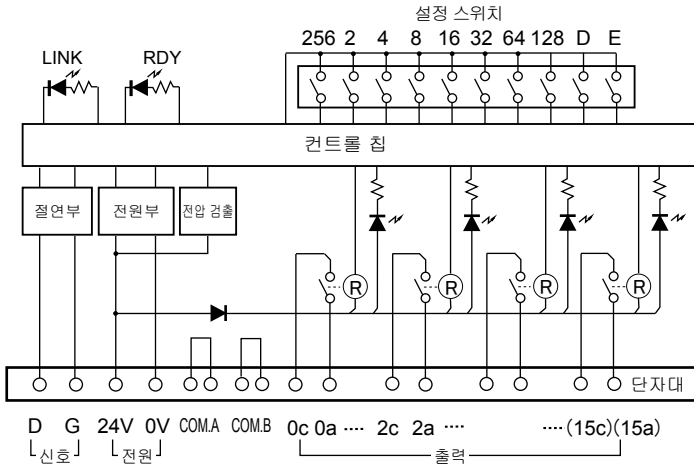 설정 스위치
256 2 4 8 16 32 64 128 D E
LINK RDY
컨트롤 칩
절연부 전원부 전압 검출
R R R R
단자대
D G 24V 0V COM.A COM.B 0c 0a ···· 2c 2a ···· ····(15c)(15a)
신호 전원 출력